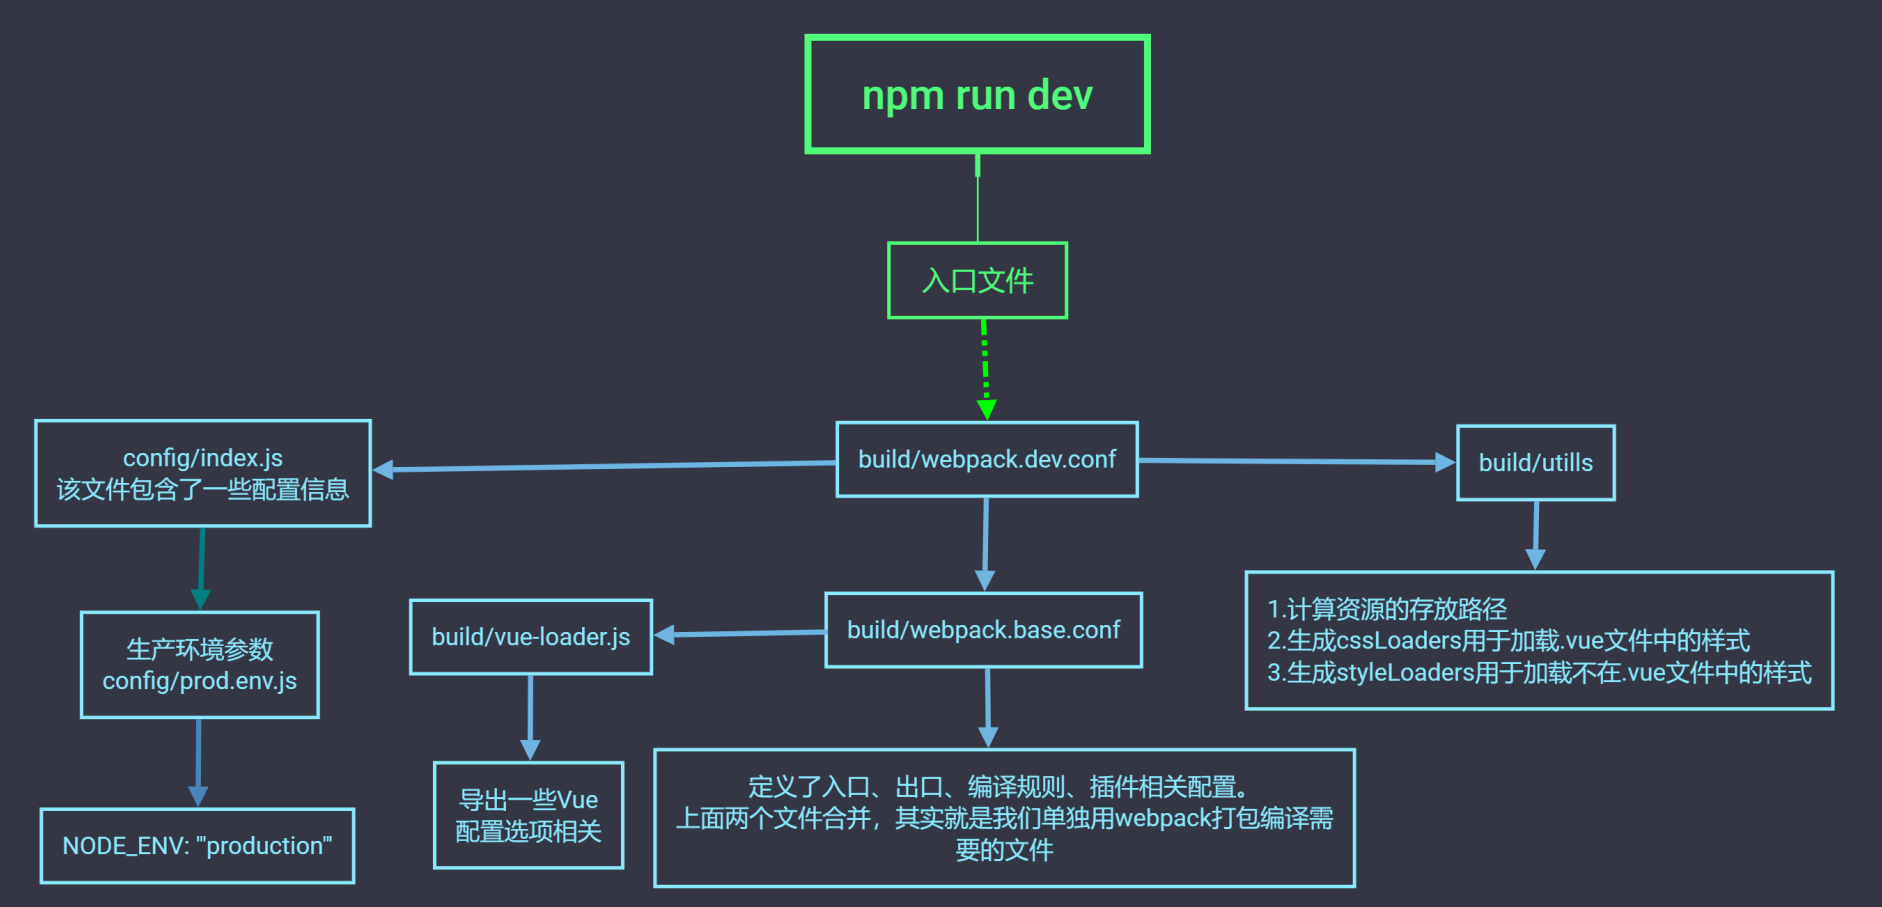 npm run dev
入口文件
config/index.js
该文件包含了一些配置信息
build/webpack.dev.conf
build/utills
生产环境参数
config/prod.env.js
build/vue-loader.js
build/webpack.base.conf
1.计算资源的存放路径
2.生成cssLoaders用于加载.vue文件中的样式
3.生成styleLoaders用于加载不在.vue文件中的样式
NODE_ENV: '"production"'
导出一些Vue
配置选项相关
定义了入口、出口、编译规则、插件相关配置。
上面两个文件合并，其实就是我们单独用webpack打包编译需
要的文件